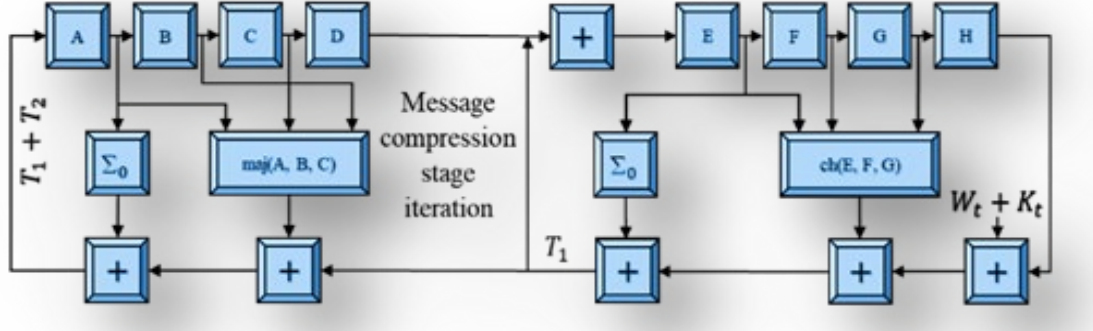 A B C D + E F G H
T₁ + T₂
Message
compression
stage
iteration
Σ₀ maj(A, B, C) Σ₀ ch(E, F, G)
Wₜ + Kₜ
T₁
+ + + + +